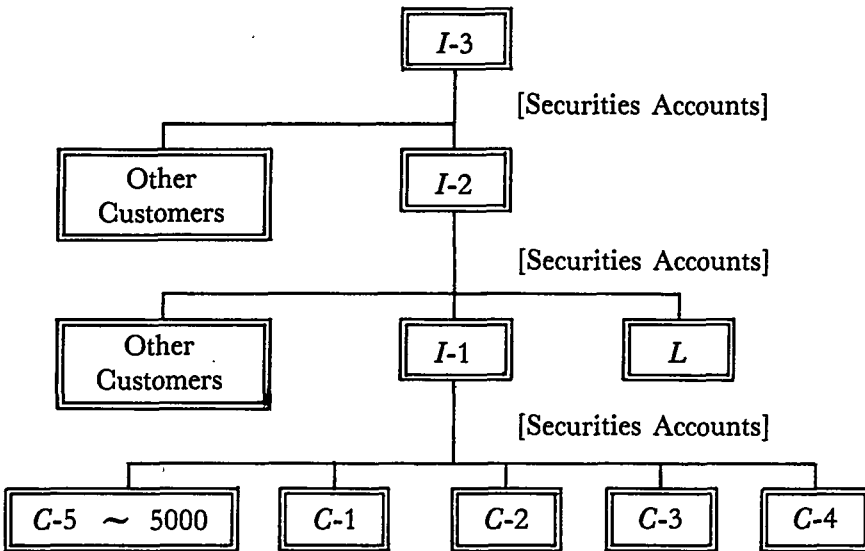 I-3
[Securities Accounts]
Other
Customers
I-2
[Securities Accounts]
Other
Customers
I-1
L
[Securities Accounts]
C-5 ~ 5000
C-1
C-2
C-3
C-4